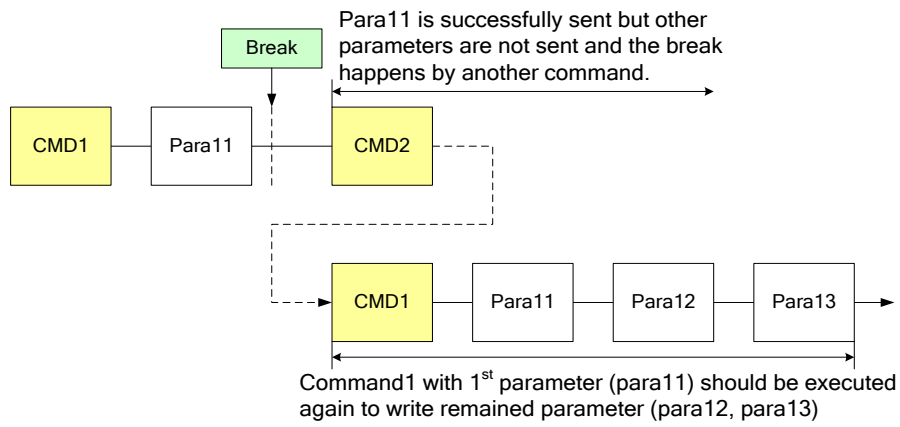 Para11 is successfully sent but other
parameters are not sent and the break
happens by another command.
Break
CMD1
Para11
CMD2
CMD1
Para11
Para12
Para13
Command1 with 1st parameter (para11) should be executed
again to write remained parameter (para12, para13)